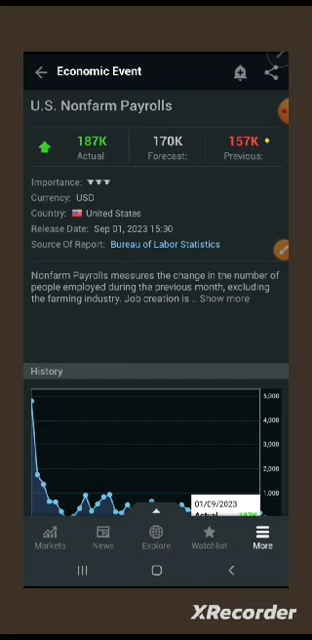 Economic Event
U.S. Nonfarm Payrolls
187K 170K 157K
Actual: Forecast: Previous:
Importance:
Currency: USD
Country: United States
Release Date: Sep 01, 2023 15:30
Source Of Report: Bureau of Labor Statistics
Nonfarm Payrolls measures the change in the number of
people employed during the previous month, excluding
the farming industry. Job creation is .. Show more
History
5,000
4,000
3,000
2,000
1,000
01/09/2023
Actual 187K
Markets News Explore Watchlist More
XRecorder